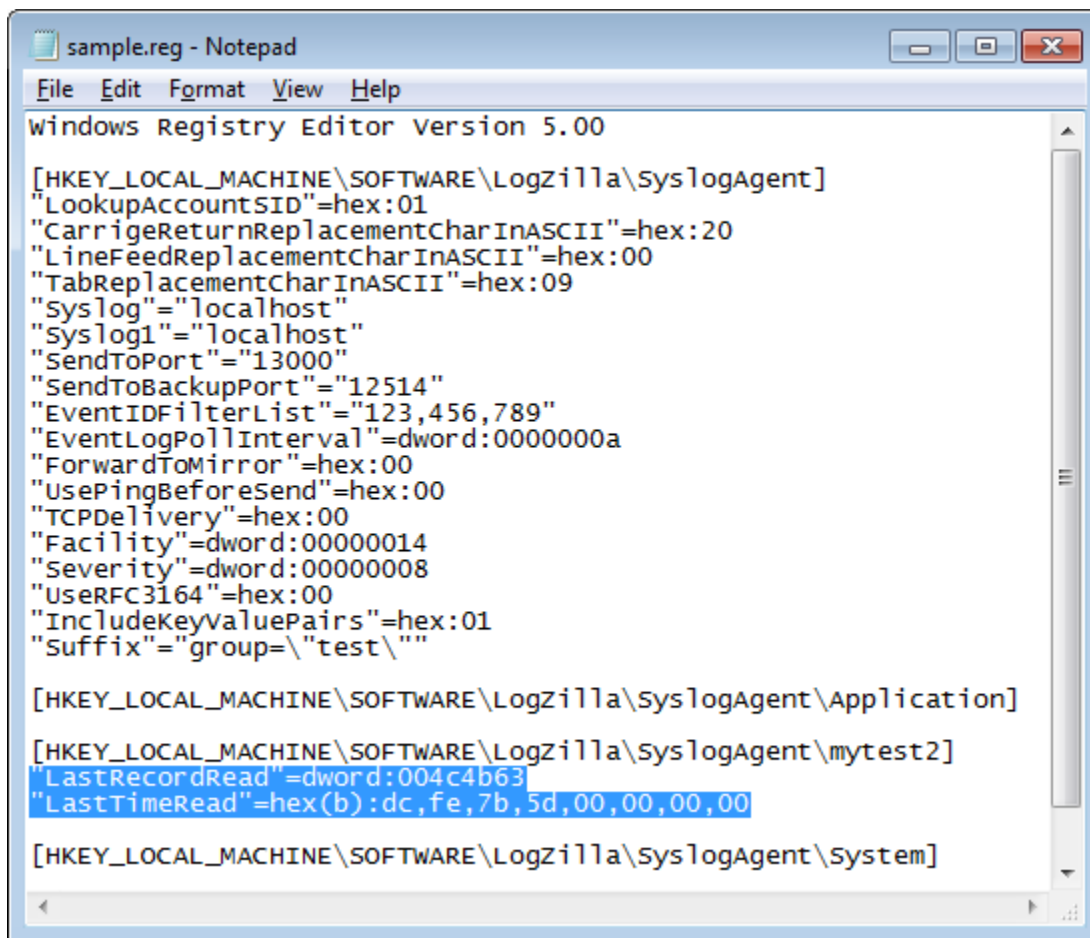 sample.reg - Notepad
File Edit Format View Help
Windows Registry Editor Version 5.00
[HKEY_LOCAL_MACHINE\SOFTWARE\LogZilla\SyslogAgent]
"LookupAccountSID"=hex:01
"CarrigeReturnReplacementCharInASCII"=hex:20
"LineFeedReplacementCharInASCII"=hex:00
"TabReplacementCharInASCII"=hex:09
"Syslog"="localhost"
"Syslog1"="localhost"
"SendToPort"="13000"
"SendToBackupPort"="12514"
"EventIDFilterList"="123,456,789"
"EventLogPollInterval"=dword:0000000a
"ForwardToMirror"=hex:00
"UsePingBeforeSend"=hex:00
"TCPDelivery"=hex:00
"Facility"=dword:00000014
"Severity"=dword:00000008
"UseRFC3164"=hex:00
"IncludeKeyValuePairs"=hex:01
"Suffix"="group=\"test\""
[HKEY_LOCAL_MACHINE\SOFTWARE\LogZilla\SyslogAgent\Application]
[HKEY_LOCAL_MACHINE\SOFTWARE\LogZilla\SyslogAgent\mytest2]
"LastRecordRead"=dword:004c4b63
"LastTimeRead"=hex(b):dc,fe,7b,5d,00,00,00,00
[HKEY_LOCAL_MACHINE\SOFTWARE\LogZilla\SyslogAgent\System]